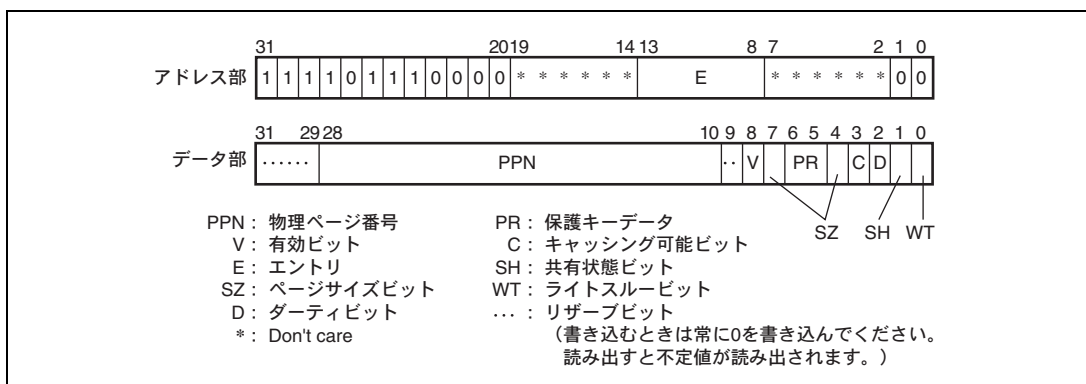 31 20 19 14 13 8 7 2 1 0
アドレス部 1 1 1 1 0 1 1 1 0 0 0 0 * * * * * * E * * * * * * 0 0
31 29 28 10 9 8 7 6 5 4 3 2 1 0
データ部 ······ PPN ·· V PR C D
SZ SH WT
PPN : 物理ページ番号
V : 有効ビット
E : エントリ
SZ : ページサイズビット
D : ダーティビット
* : Don't care
PR : 保護キーデータ
C : キャッシング可能ビット
SH : 共有状態ビット
WT : ライトスルービット
··· : リザーブビット
（書き込むときは常に0を書き込んでください。
読み出すと不定値が読み出されます。）